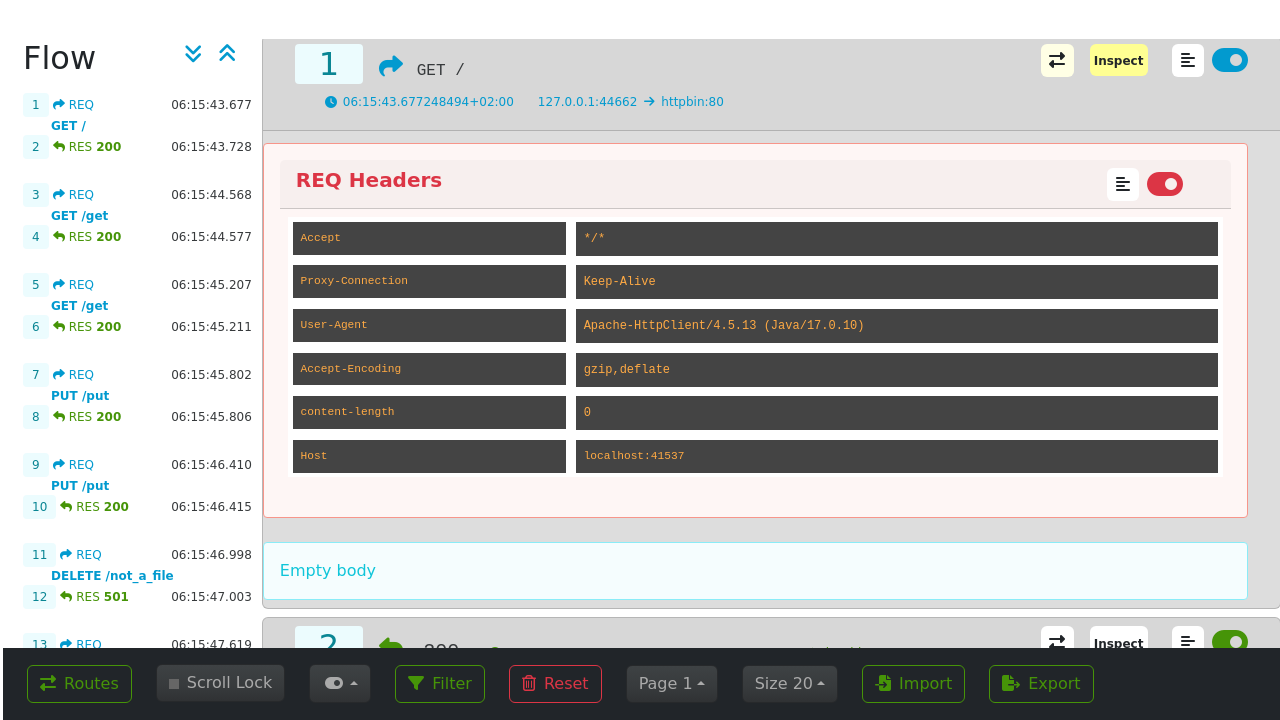 Flow
1 REQ 06:15:43.677
GET /
2 RES 200 06:15:43.728
3 REQ 06:15:44.568
GET /get
4 RES 200 06:15:44.577
5 REQ 06:15:45.207
GET /get
6 RES 200 06:15:45.211
7 REQ 06:15:45.802
PUT /put
8 RES 200 06:15:45.806
9 REQ 06:15:46.410
PUT /put
10 RES 200 06:15:46.415
11 REQ 06:15:46.998
DELETE /not_a_file
12 RES 501 06:15:47.003
13 REQ 06:15:47.619
1 GET / Inspect
06:15:43.677248494+02:00 127.0.0.1:44662 httpbin:80
REQ Headers
Accept */*
Proxy-Connection Keep-Alive
User-Agent Apache-HttpClient/4.5.13 (Java/17.0.10)
Accept-Encoding gzip,deflate
content-length 0
Host localhost:41537
Empty body
2 Inspect
Routes Scroll Lock Filter Reset Page 1 Size 20 Import Export